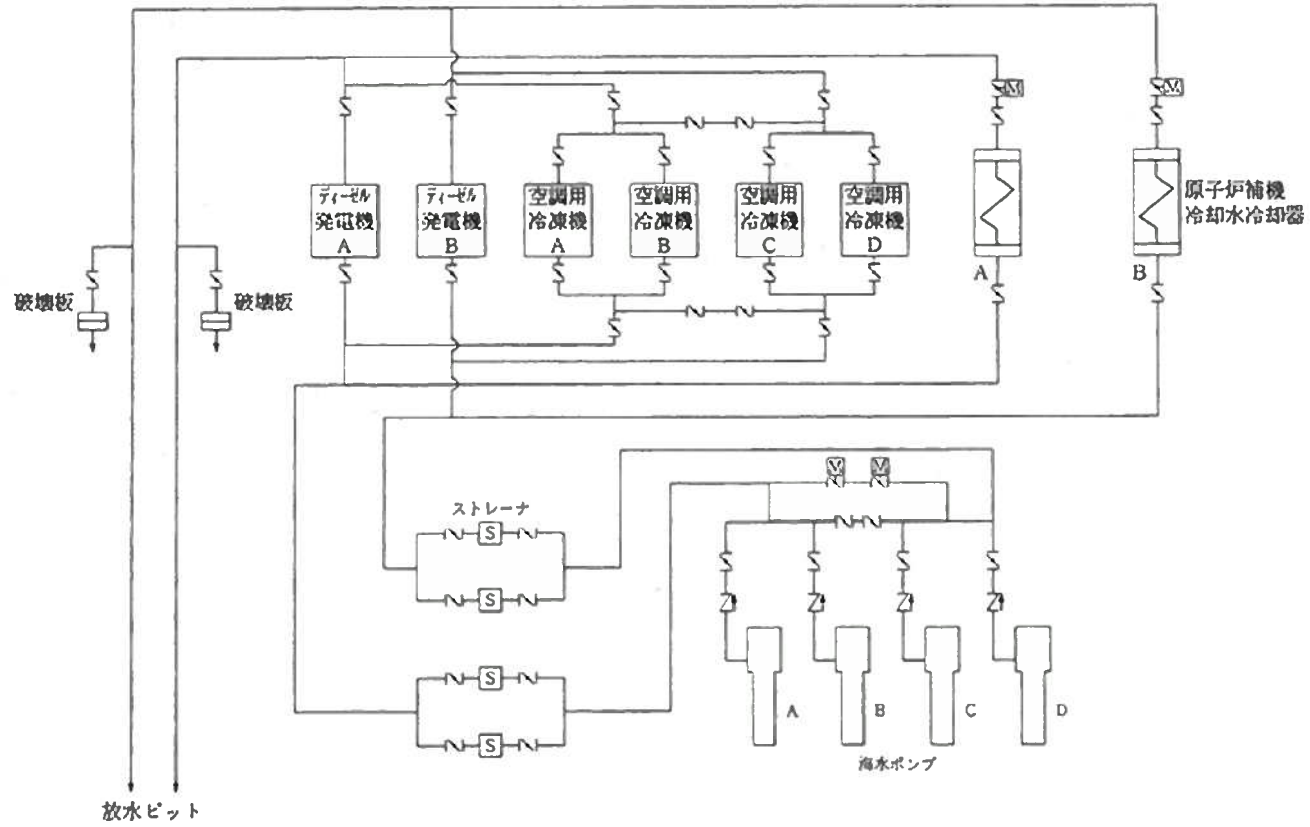 M
M
ディーゼル
発電機
A
ディーゼル
発電機
B
空調用
冷凍機
A
空調用
冷凍機
B
空調用
冷凍機
C
空調用
冷凍機
D
A
B
原子炉補機
冷却水冷却器
破壊板
破壊板
ストレーナ
S
S
S
S
M
M
A
B
C
D
海水ポンプ
放水ピット